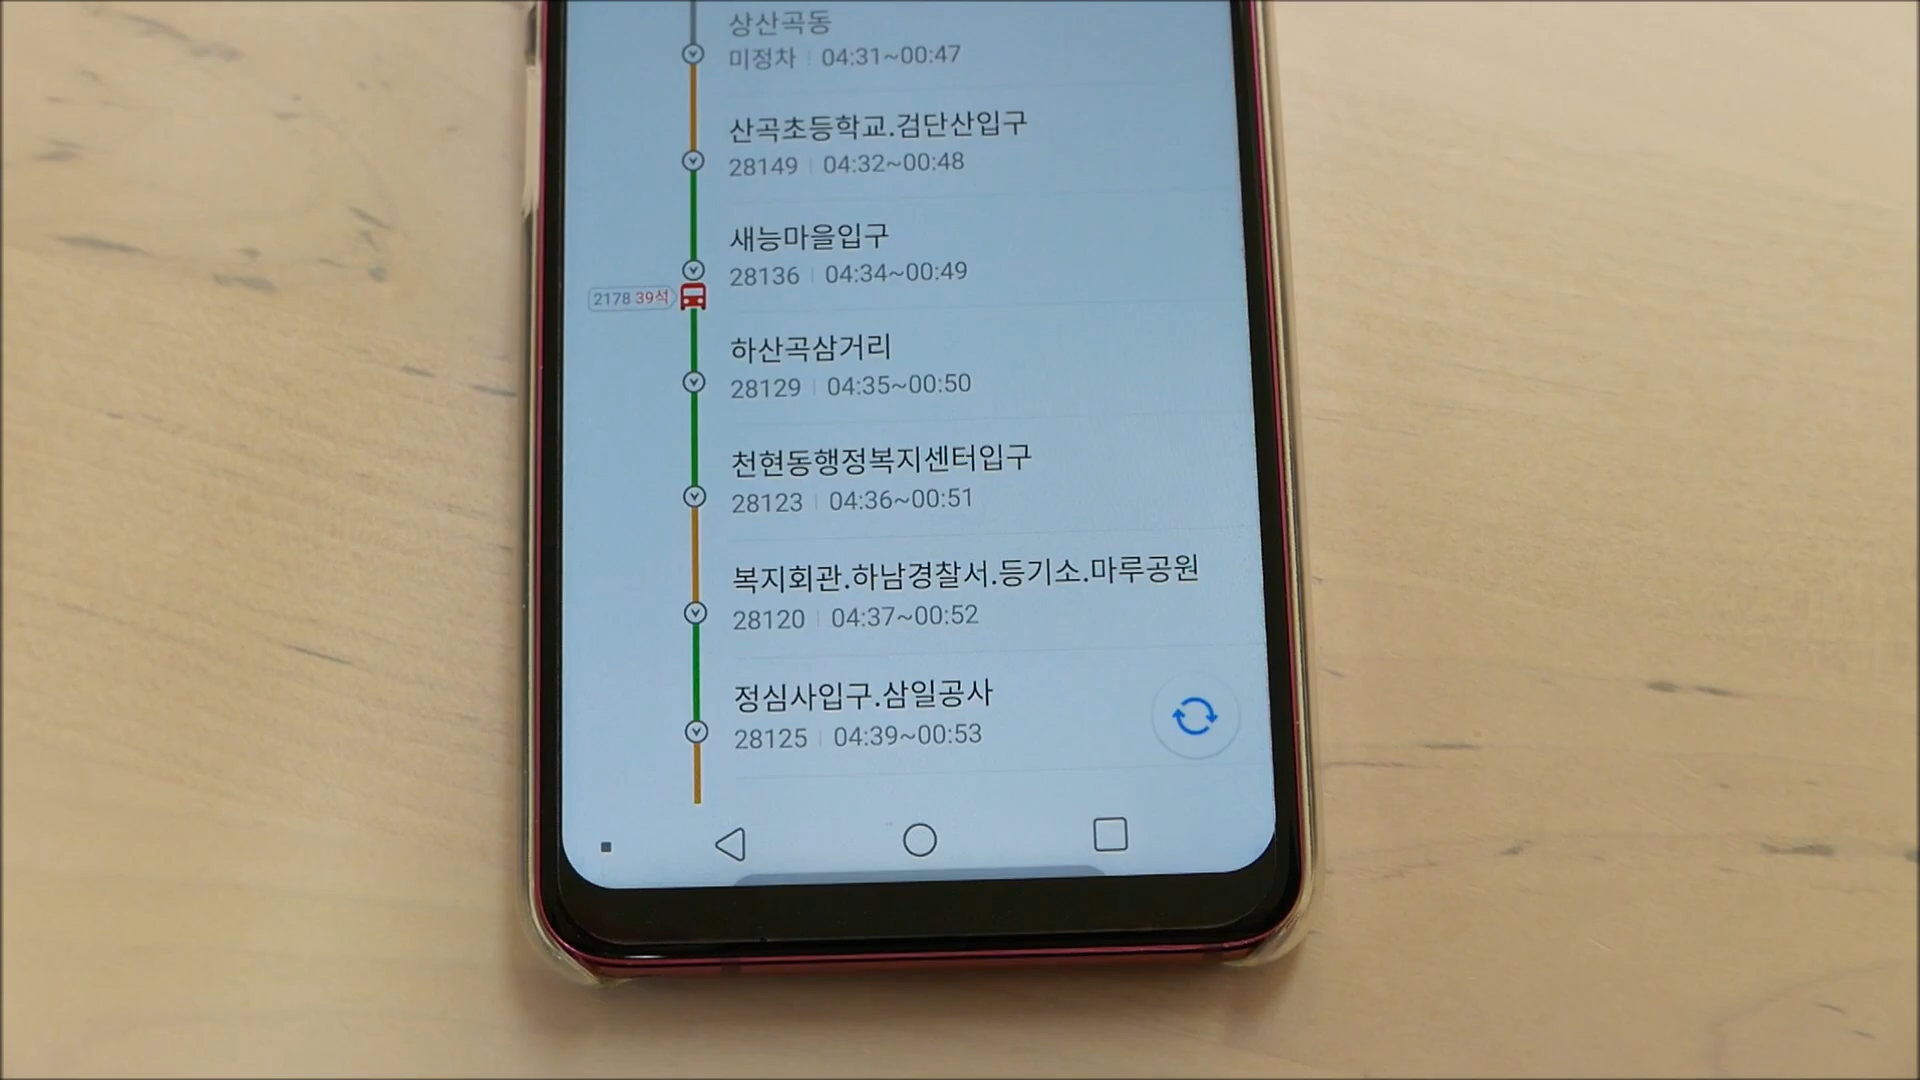 상산곡동
미정차 | 04:31~00:47
산곡초등학교.검단산입구
28149 | 04:32~00:48
새능마을입구
28136 | 04:34~00:49
2178 39석
하산곡삼거리
28129 | 04:35~00:50
천현동행정복지센터입구
28123 | 04:36~00:51
복지회관.하남경찰서.등기소.마루공원
28120 | 04:37~00:52
정심사입구.삼일공사
28125 | 04:39~00:53